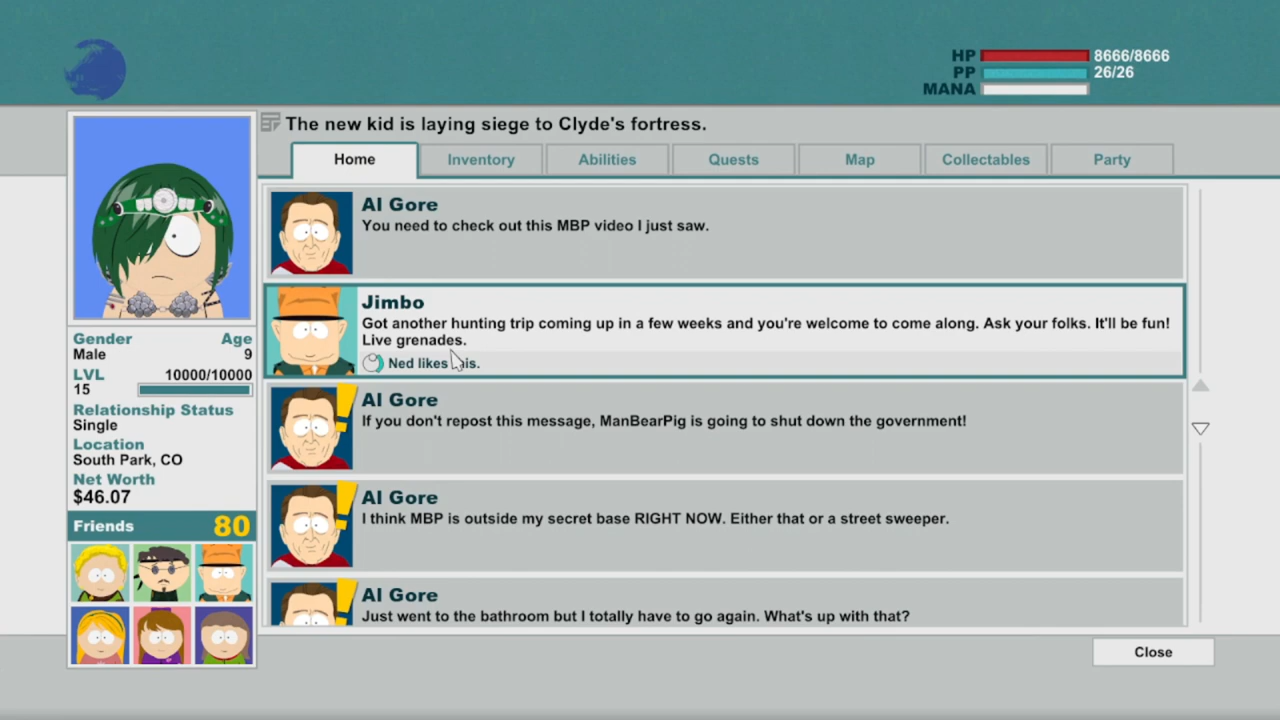 HP 8666/8666
PP 26/26
MANA
The new kid is laying siege to Clyde's fortress.
Home Inventory Abilities Quests Map Collectables Party
Gender Age
Male 9
LVL 10000/10000
15
Relationship Status
Single
Location
South Park, CO
Net Worth
$46.07
Friends 80
Al Gore
You need to check out this MBP video I just saw.
Jimbo
Got another hunting trip coming up in a few weeks and you're welcome to come along. Ask your folks. It'll be fun!
Live grenades.
Ned likes this.
Al Gore
If you don't repost this message, ManBearPig is going to shut down the government!
Al Gore
I think MBP is outside my secret base RIGHT NOW. Either that or a street sweeper.
Al Gore
Just went to the bathroom but I totally have to go again. What's up with that?
Close